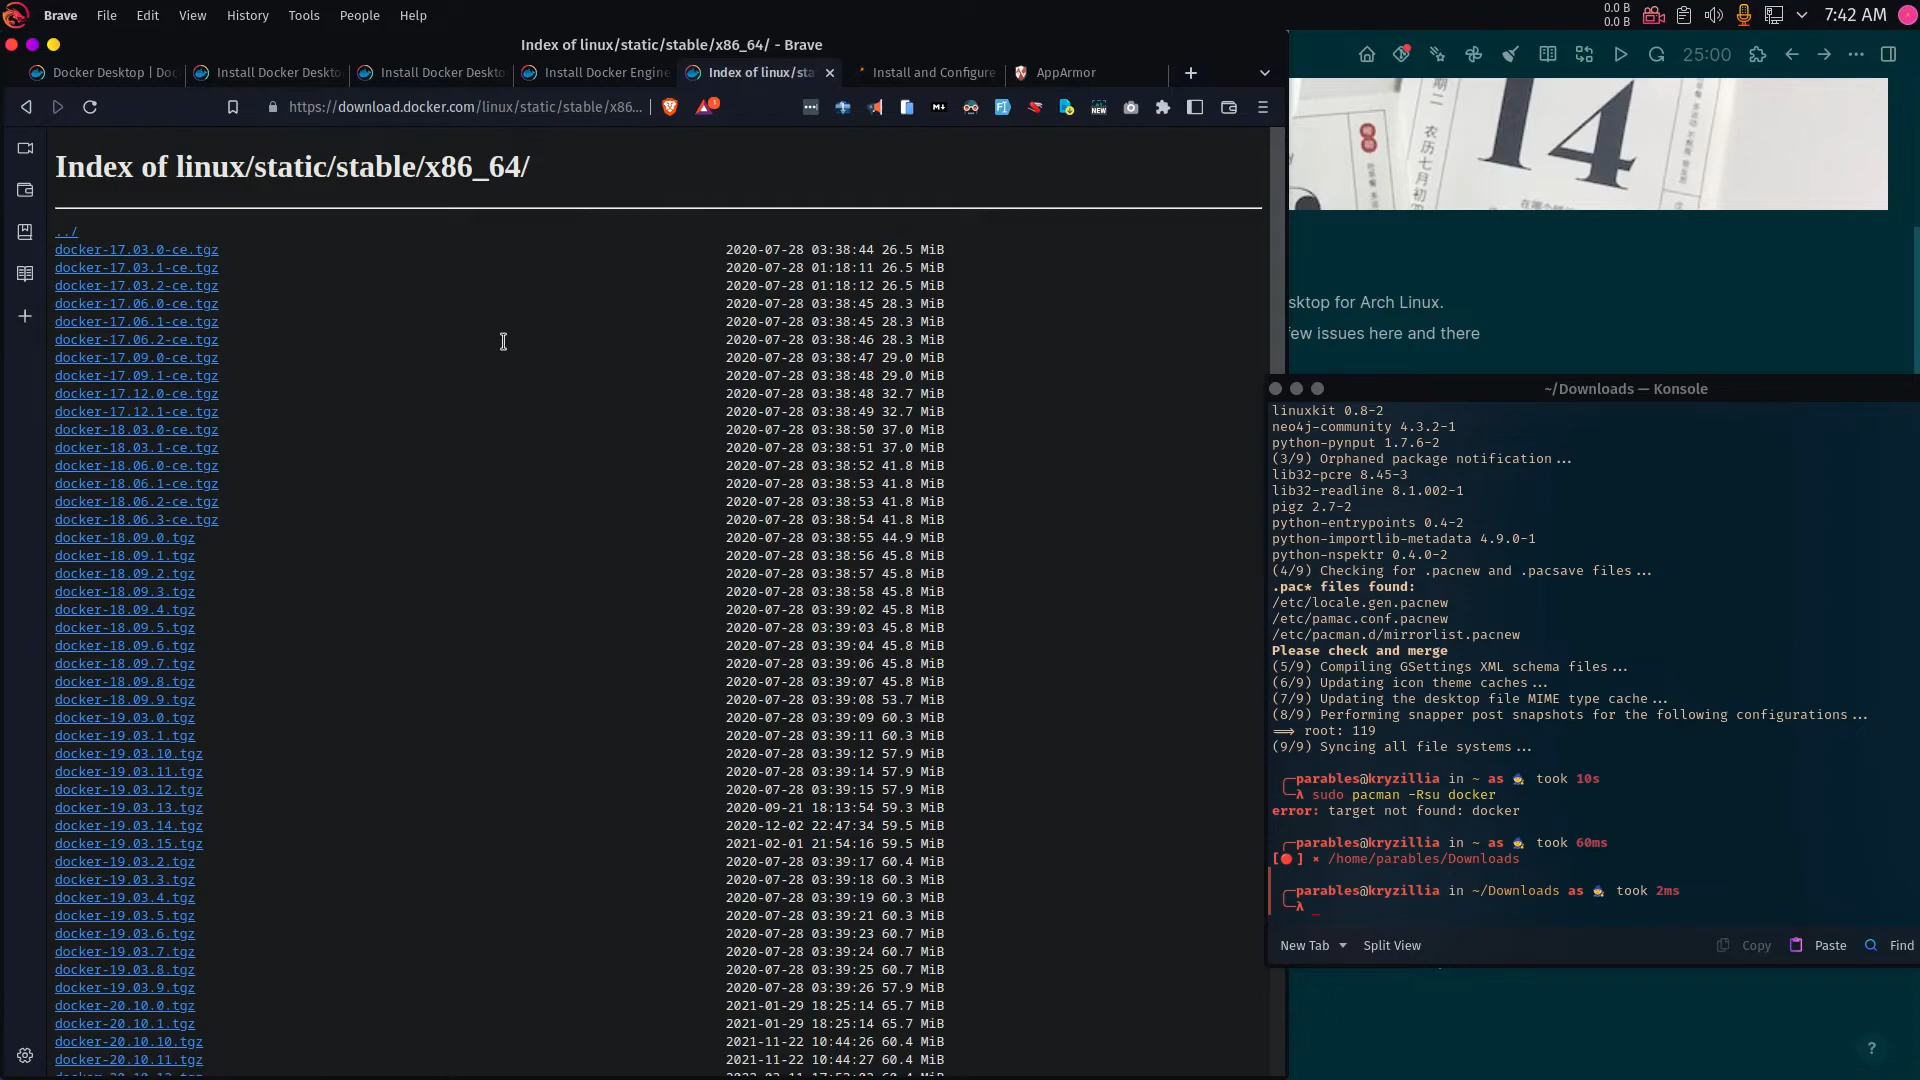 Brave File Edit View History Tools People Help
0.0 B
0.0 B
7:42 AM
Index of linux/static/stable/x86_64/ - Brave
Docker Desktop | Doc
Install Docker Deskto
Install Docker Deskto
Install Docker Engine
Index of linux/sta
Install and Configure
AppArmor
25:00
https://download.docker.com/linux/static/stable/x86...
Index of linux/static/stable/x86_64/
../
docker-17.03.0-ce.tgz 2020-07-28 03:38:44 26.5 MiB
docker-17.03.1-ce.tgz 2020-07-28 01:18:11 26.5 MiB
docker-17.03.2-ce.tgz 2020-07-28 01:18:12 26.5 MiB
docker-17.06.0-ce.tgz 2020-07-28 03:38:45 28.3 MiB
docker-17.06.1-ce.tgz 2020-07-28 03:38:45 28.3 MiB
docker-17.06.2-ce.tgz 2020-07-28 03:38:46 28.3 MiB
docker-17.09.0-ce.tgz 2020-07-28 03:38:47 29.0 MiB
docker-17.09.1-ce.tgz 2020-07-28 03:38:48 29.0 MiB
docker-17.12.0-ce.tgz 2020-07-28 03:38:48 32.7 MiB
docker-17.12.1-ce.tgz 2020-07-28 03:38:49 32.7 MiB
docker-18.03.0-ce.tgz 2020-07-28 03:38:50 37.0 MiB
docker-18.03.1-ce.tgz 2020-07-28 03:38:51 37.0 MiB
docker-18.06.0-ce.tgz 2020-07-28 03:38:52 41.8 MiB
docker-18.06.1-ce.tgz 2020-07-28 03:38:53 41.8 MiB
docker-18.06.2-ce.tgz 2020-07-28 03:38:53 41.8 MiB
docker-18.06.3-ce.tgz 2020-07-28 03:38:54 41.8 MiB
docker-18.09.0.tgz 2020-07-28 03:38:55 44.9 MiB
docker-18.09.1.tgz 2020-07-28 03:38:56 45.8 MiB
docker-18.09.2.tgz 2020-07-28 03:38:57 45.8 MiB
docker-18.09.3.tgz 2020-07-28 03:38:58 45.8 MiB
docker-18.09.4.tgz 2020-07-28 03:39:02 45.8 MiB
docker-18.09.5.tgz 2020-07-28 03:39:03 45.8 MiB
docker-18.09.6.tgz 2020-07-28 03:39:04 45.8 MiB
docker-18.09.7.tgz 2020-07-28 03:39:06 45.8 MiB
docker-18.09.8.tgz 2020-07-28 03:39:07 45.8 MiB
docker-18.09.9.tgz 2020-07-28 03:39:08 53.7 MiB
docker-19.03.0.tgz 2020-07-28 03:39:09 60.3 MiB
docker-19.03.1.tgz 2020-07-28 03:39:11 60.3 MiB
docker-19.03.10.tgz 2020-07-28 03:39:12 57.9 MiB
docker-19.03.11.tgz 2020-07-28 03:39:14 57.9 MiB
docker-19.03.12.tgz 2020-07-28 03:39:15 57.9 MiB
docker-19.03.13.tgz 2020-09-21 18:13:54 59.3 MiB
docker-19.03.14.tgz 2020-12-02 22:47:34 59.5 MiB
docker-19.03.15.tgz 2021-02-01 21:54:16 59.5 MiB
docker-19.03.2.tgz 2020-07-28 03:39:17 60.4 MiB
docker-19.03.3.tgz 2020-07-28 03:39:18 60.3 MiB
docker-19.03.4.tgz 2020-07-28 03:39:19 60.3 MiB
docker-19.03.5.tgz 2020-07-28 03:39:21 60.3 MiB
docker-19.03.6.tgz 2020-07-28 03:39:23 60.7 MiB
docker-19.03.7.tgz 2020-07-28 03:39:24 60.7 MiB
docker-19.03.8.tgz 2020-07-28 03:39:25 60.7 MiB
docker-19.03.9.tgz 2020-07-28 03:39:26 57.9 MiB
docker-20.10.0.tgz 2021-01-29 18:25:14 65.7 MiB
docker-20.10.1.tgz 2021-01-29 18:25:14 65.7 MiB
docker-20.10.10.tgz 2021-11-22 10:44:26 60.4 MiB
docker-20.10.11.tgz 2021-11-22 10:44:27 60.4 MiB
14
农历七月初
sktop for Arch Linux.
few issues here and there
~/Downloads — Konsole
linuxkit 0.8-2
neo4j-community 4.3.2-1
python-pynput 1.7.6-2
(3/9) Orphaned package notification...
lib32-pcre 8.45-3
lib32-readline 8.1.002-1
pigz 2.7-2
python-entrypoints 0.4-2
python-importlib-metadata 4.9.0-1
python-nspektr 0.4.0-2
(4/9) Checking for .pacnew and .pacsave files...
.pac* files found:
/etc/locale.gen.pacnew
/etc/pamac.conf.pacnew
/etc/pacman.d/mirrorlist.pacnew
Please check and merge
(5/9) Compiling GSettings XML schema files...
(6/9) Updating icon theme caches...
(7/9) Updating the desktop file MIME type cache...
(8/9) Performing snapper post snapshots for the following configurations...
==> root: 119
(9/9) Syncing all file systems...
╭─parables@kryzillia in ~ as 🧙 took 10s
╰─λ sudo pacman -Rsu docker
error: target not found: docker
╭─parables@kryzillia in ~ as 🧙 took 60ms
[🔴] × /home/parables/Downloads
╭─parables@kryzillia in ~/Downloads as 🧙 took 2ms
╰─λ _
New Tab Split View Copy Paste Find
?